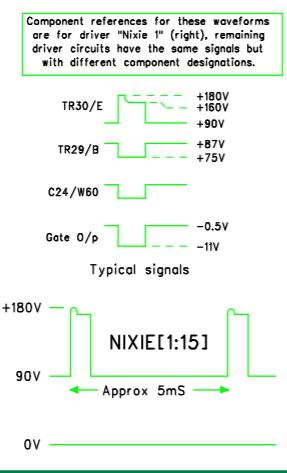 Component references for these waveforms
are for driver "Nixie 1" (right), remaining
driver circuits have the same signals but
with different component designations.
TR30/E
+180V
+160V
+90V
TR29/B
+87V
+75V
C24/W60
Gate O/p
-0.5V
-11V
Typical signals
+180V
NIXIE[1:15]
90V
Approx 5mS
0V